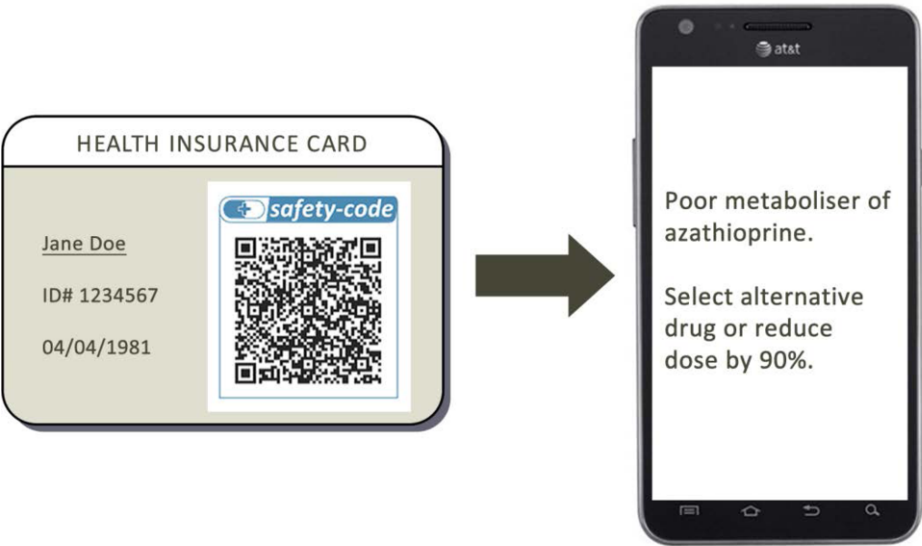 HEALTH INSURANCE CARD
safety-code
Jane Doe
ID# 1234567
04/04/1981
at&t
Poor metaboliser of
azathioprine.
Select alternative
drug or reduce
dose by 90%.